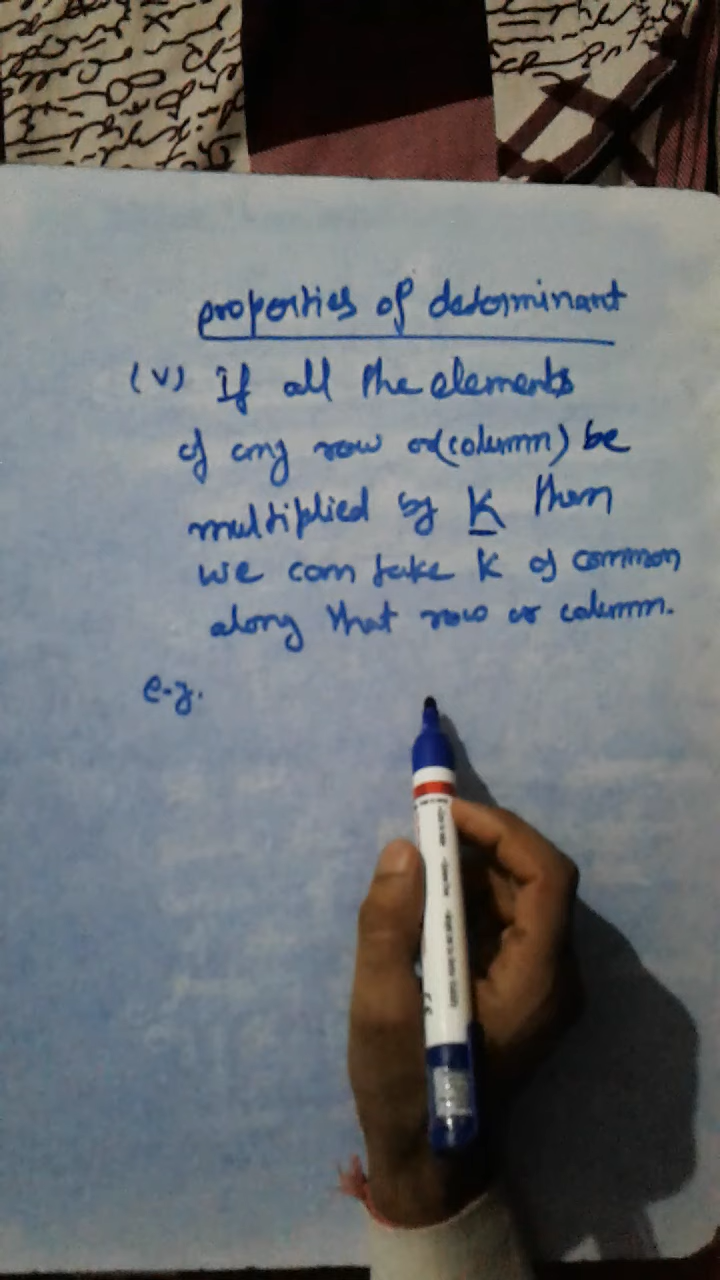 properties of determinant
(V) If all the elements
of any row or (column) be
multiplied by K then
we can take K of common
along that row or column.
e.g.